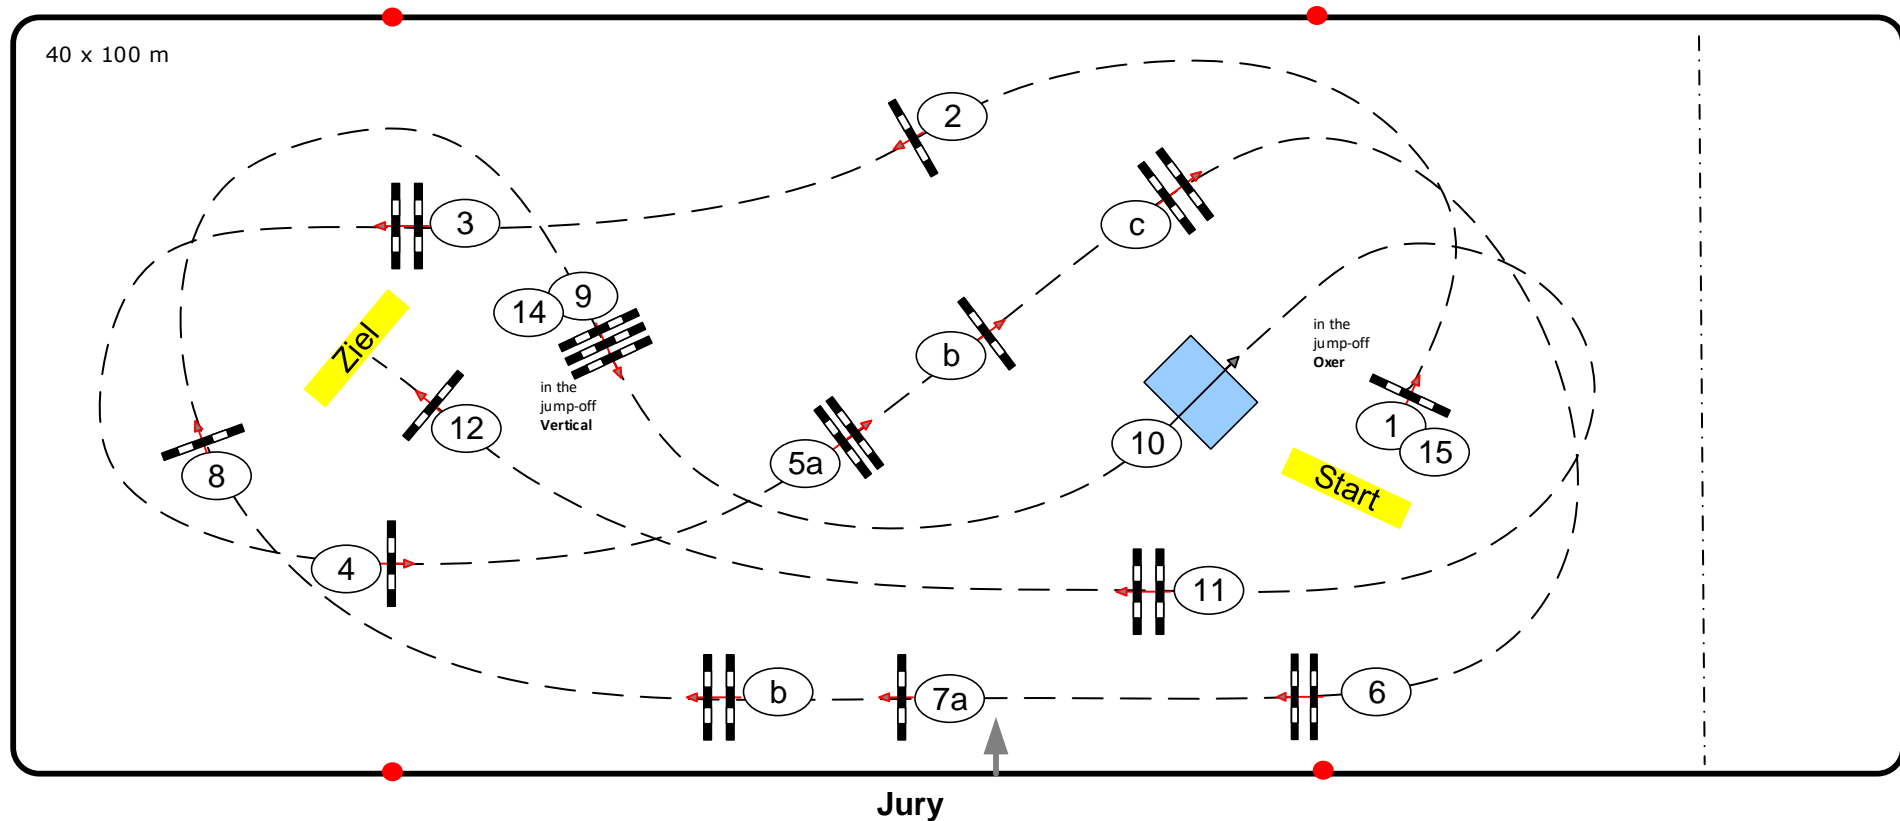 40 x 100 m
2
3
c
9
14
in the
jump-off
Oxer
Ziel
b
in the
jump-off
Vertical
12
1
15
10
5a
8
Start
4
11
b
7a
6
Jury